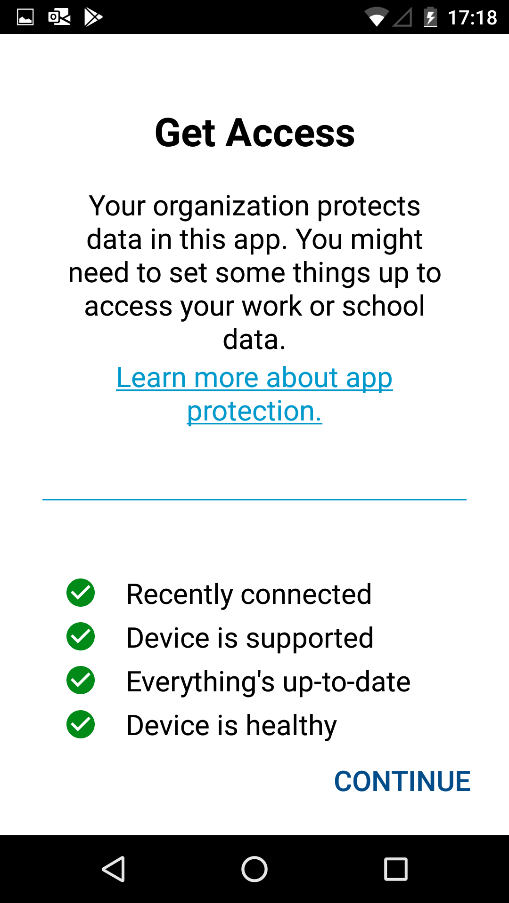 17:18
Get Access
Your organization protects
data in this app. You might
need to set some things up to
access your work or school
data.
Learn more about app
protection.
Recently connected
Device is supported
Everything's up-to-date
Device is healthy
CONTINUE